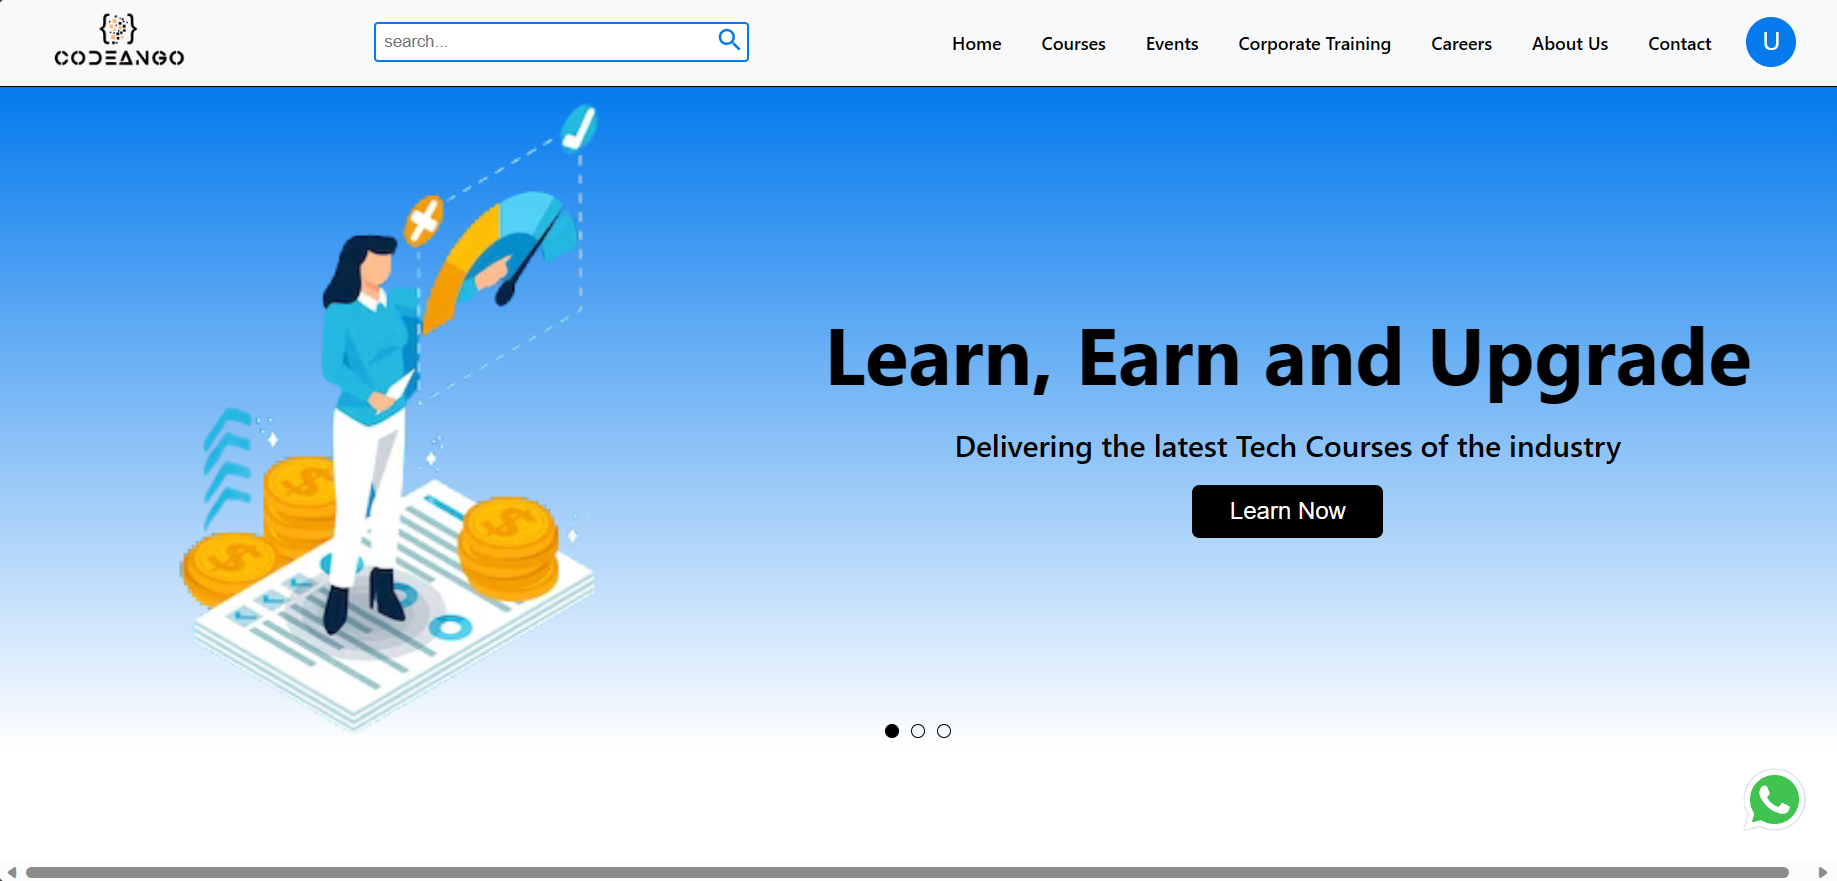 CODEANGO
search...
Home Courses Events Corporate Training Careers About Us Contact U
Learn, Earn and Upgrade
Delivering the latest Tech Courses of the industry
Learn Now